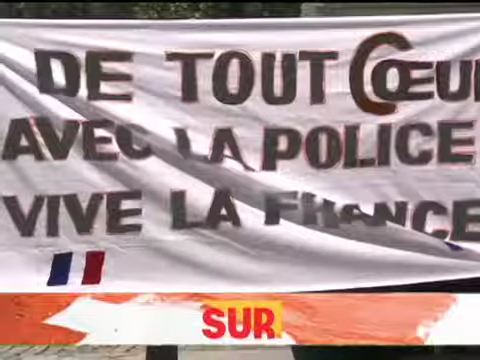 DE TOUT CŒUR
AVEC LA POLICE
VIVE LA FRANCE
SUR